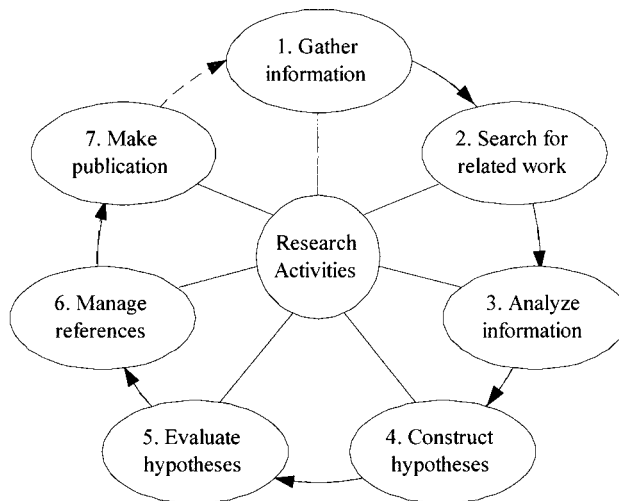 1. Gather
information
2. Search for
related work
3. Analyze
information
4. Construct
hypotheses
5. Evaluate
hypotheses
6. Manage
references
7. Make
publication
Research
Activities